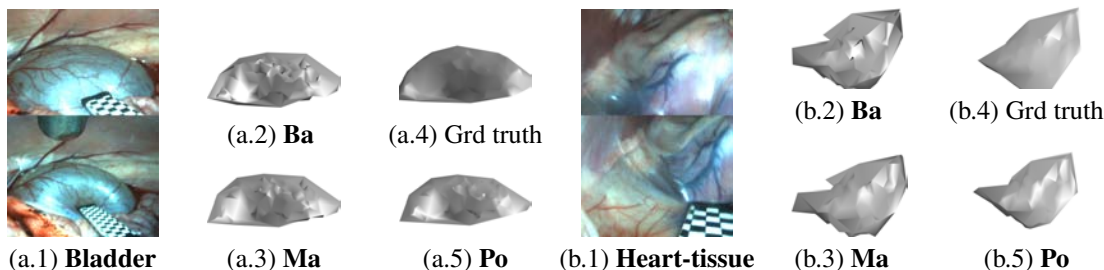 (a.2) Ba
(a.4) Grd truth
(b.2) Ba
(b.4) Grd truth
(a.1) Bladder
(a.3) Ma
(a.5) Po
(b.1) Heart-tissue
(b.3) Ma
(b.5) Po